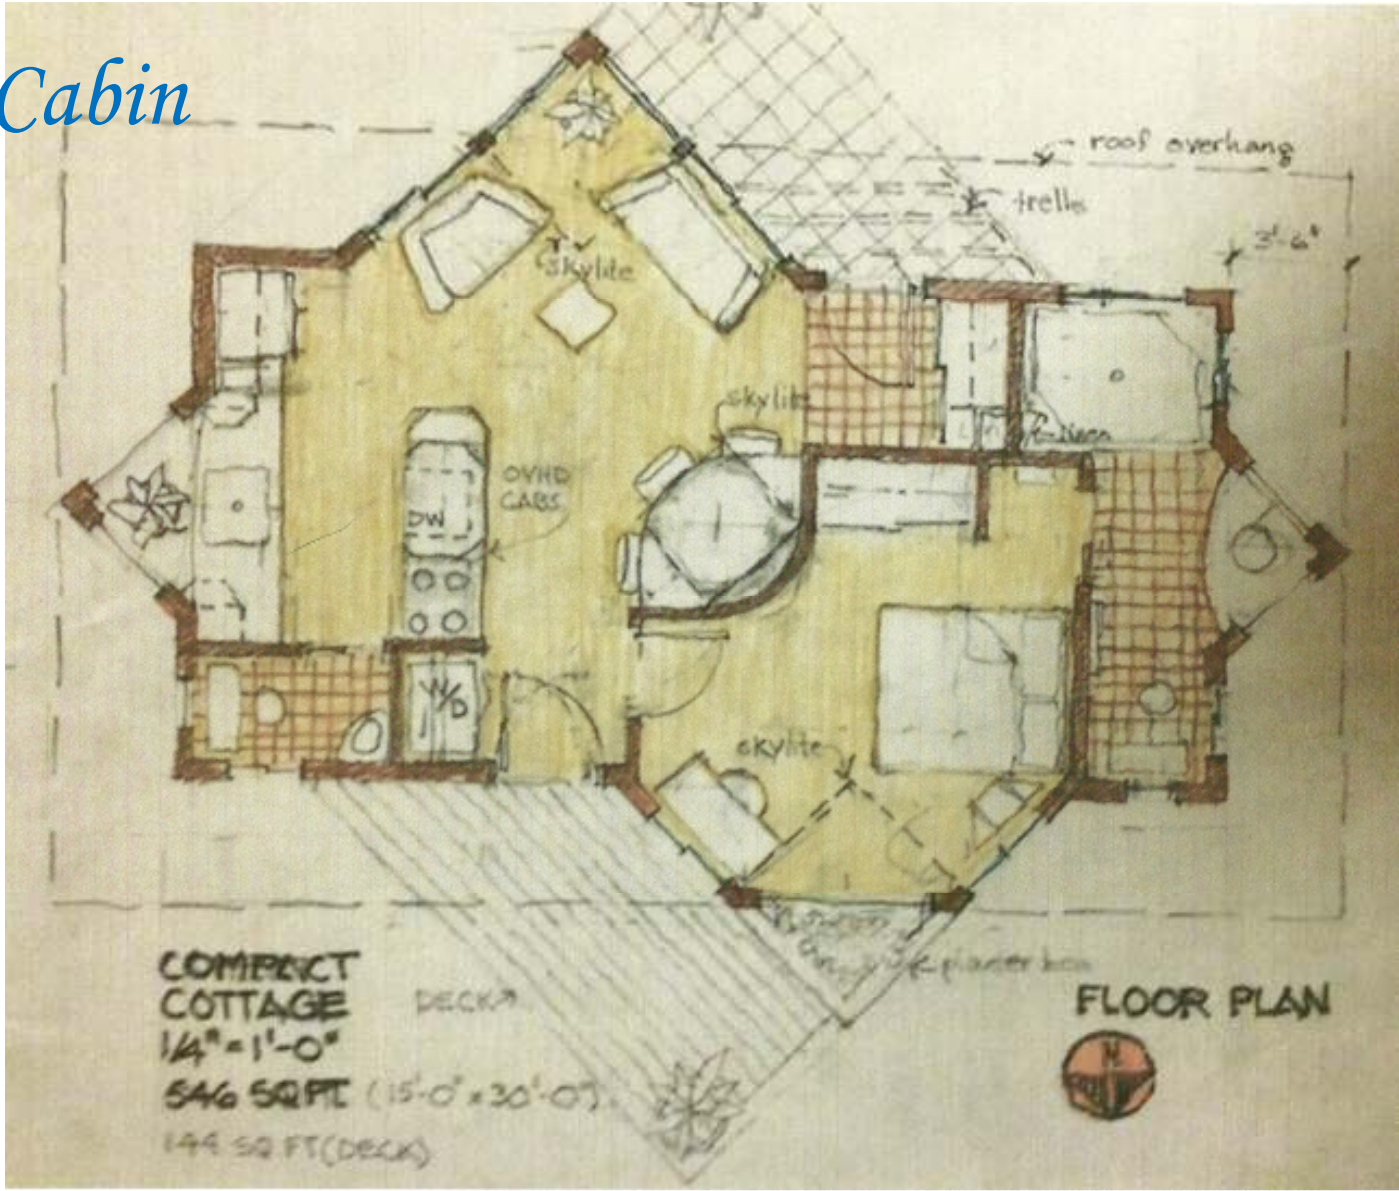 Cabin
roof overhang
trellis
3'-6"
skylite
skylite
OVHD
CABS.
DW
linen
W/D
skylite
planter box
COMPACT
COTTAGE
1/4" = 1'-0"
546 SQ FT (15'-0" x 30'-0")
144 SQ FT (DECK)
DECK
FLOOR PLAN
N